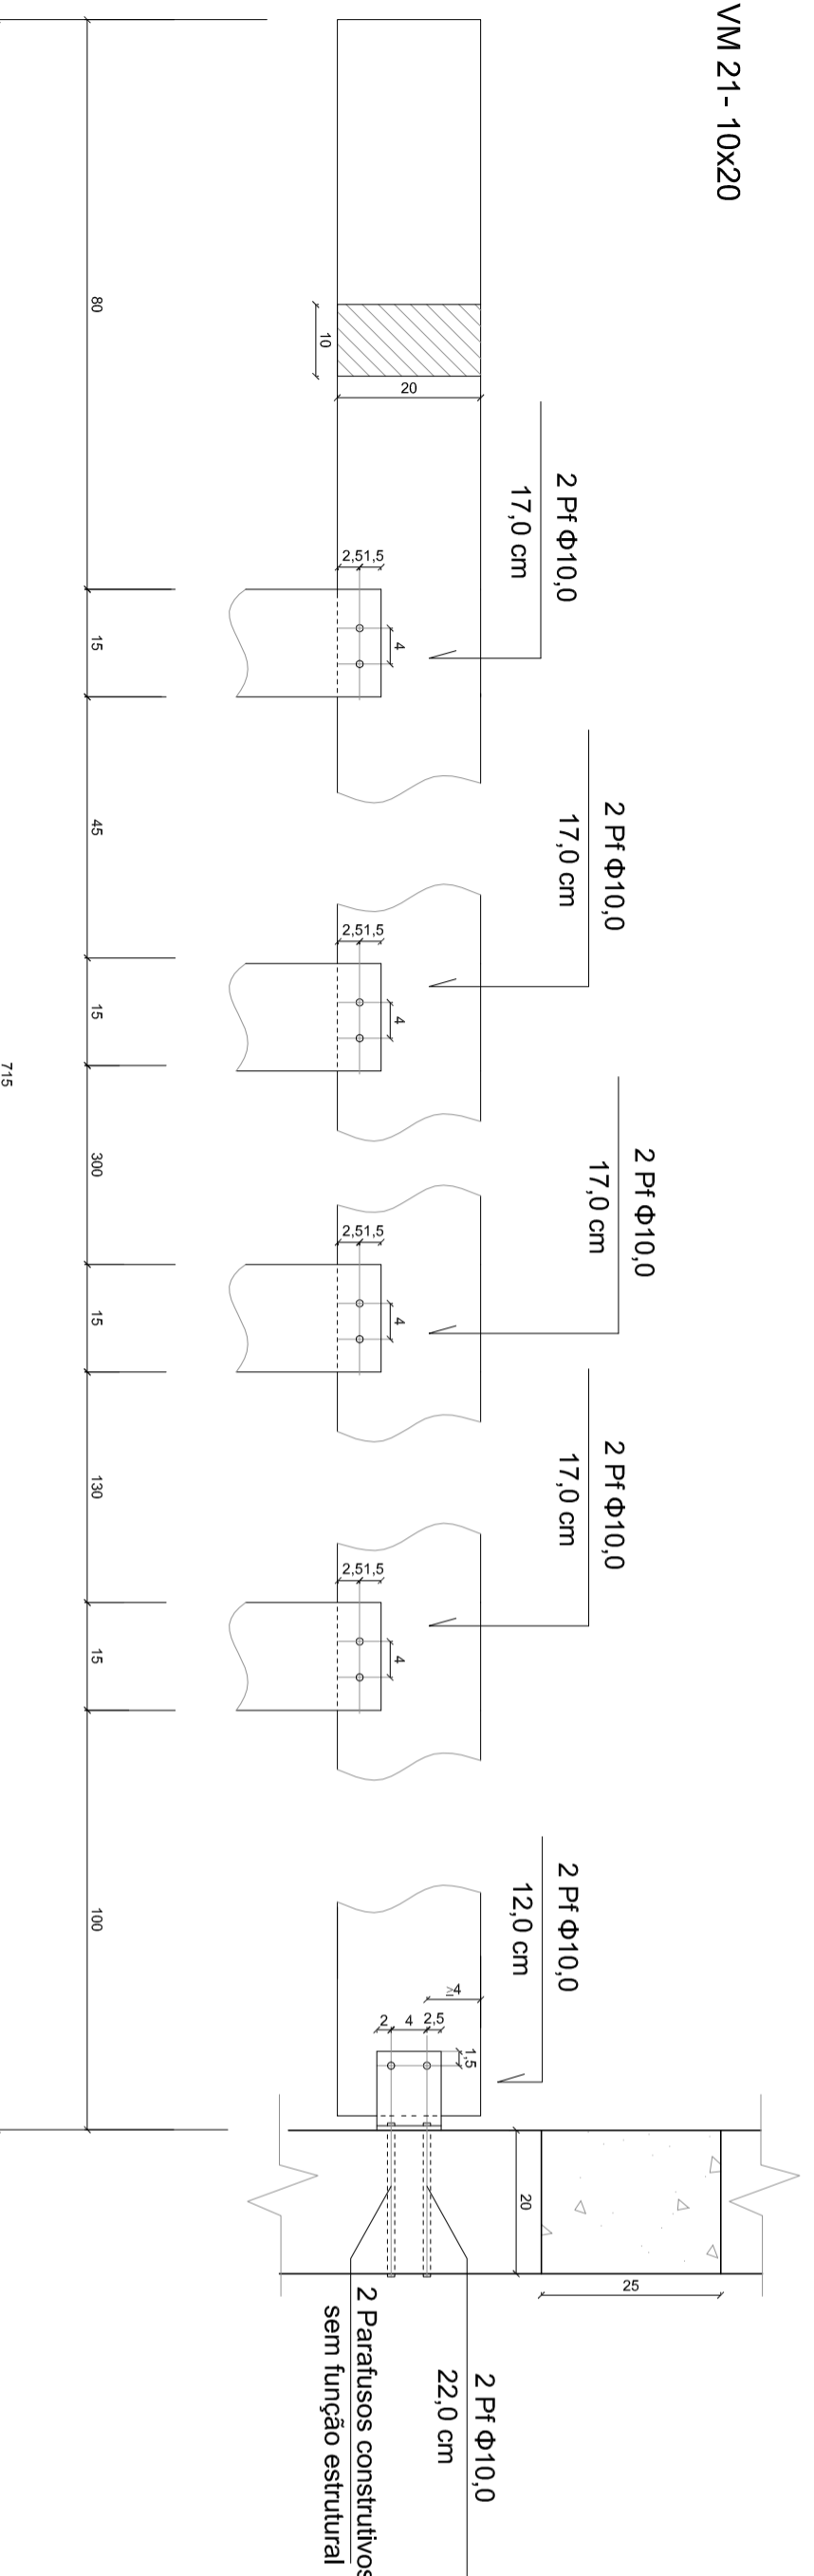 VM 21- 10x20
2 Pf Φ10,0
17,0 cm
2 Pf Φ10,0
17,0 cm
2 Pf Φ10,0
17,0 cm
2 Pf Φ10,0
17,0 cm
2 Pf Φ10,0
12,0 cm
2 Pf Φ10,0
22,0 cm
2 Parafusos construtivos
sem função estrutural
10
20
2,5 1,5
4
2,5 1,5
4
2,5 1,5
4
2,5 1,5
4
≥4
2 4 2,5
1,5
20
25
80
15
45
15
300
15
130
15
100
715